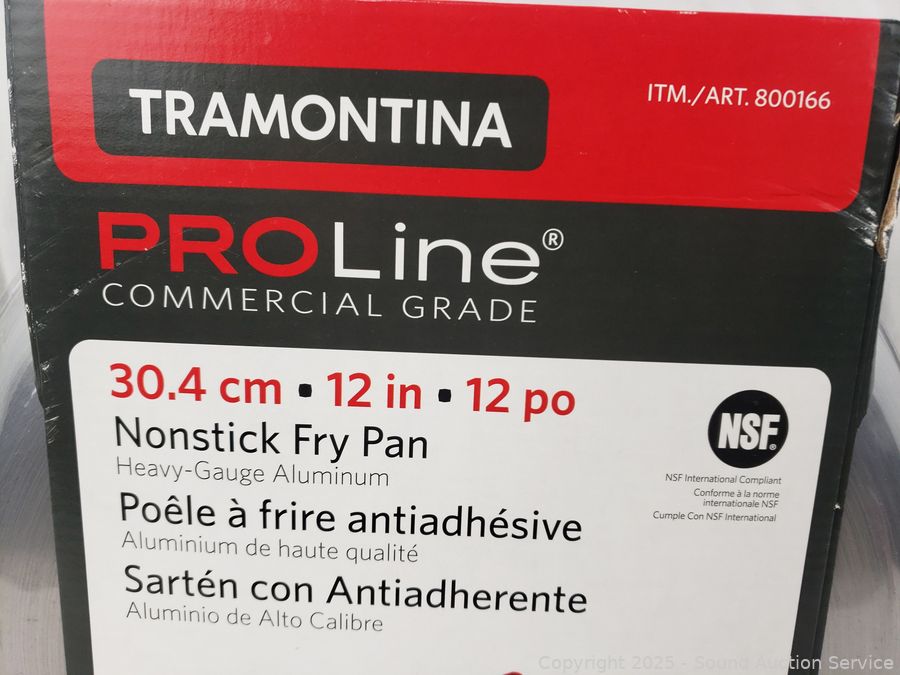 TRAMONTINA
ITM./ART. 800166
PROLine®
COMMERCIAL GRADE
30.4 cm • 12 in • 12 po
Nonstick Fry Pan
Heavy-Gauge Aluminum
Poêle à frire antiadhésive
Aluminium de haute qualité
Sartén con Antiadherente
Aluminio de Alto Calibre
NSF®
NSF International Compliant
Conforme à la norme
internationale NSF
Cumple Con NSF International
Copyright 2025 - Sound Auction Service